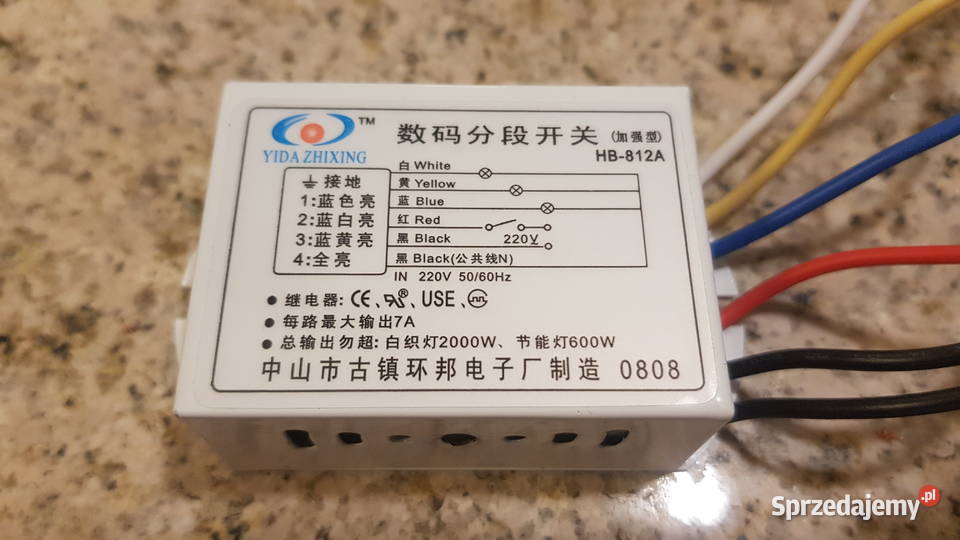 YIDA ZHIXING TM
数码分段开关 (加强型)
HB-812A
接地
1:蓝色亮
2:蓝白亮
3:蓝黄亮
4:全亮
白 White
黄 Yellow
蓝 Blue
红 Red
黑 Black 220V
黑 Black(公共线N)
IN 220V 50/60Hz
● 继电器: CE、UR®、USE、
● 每路最大输出7A
● 总输出勿超: 白织灯2000W、节能灯600W
中山市古镇环邦电子厂制造 0808
Sprzedajemy.pl